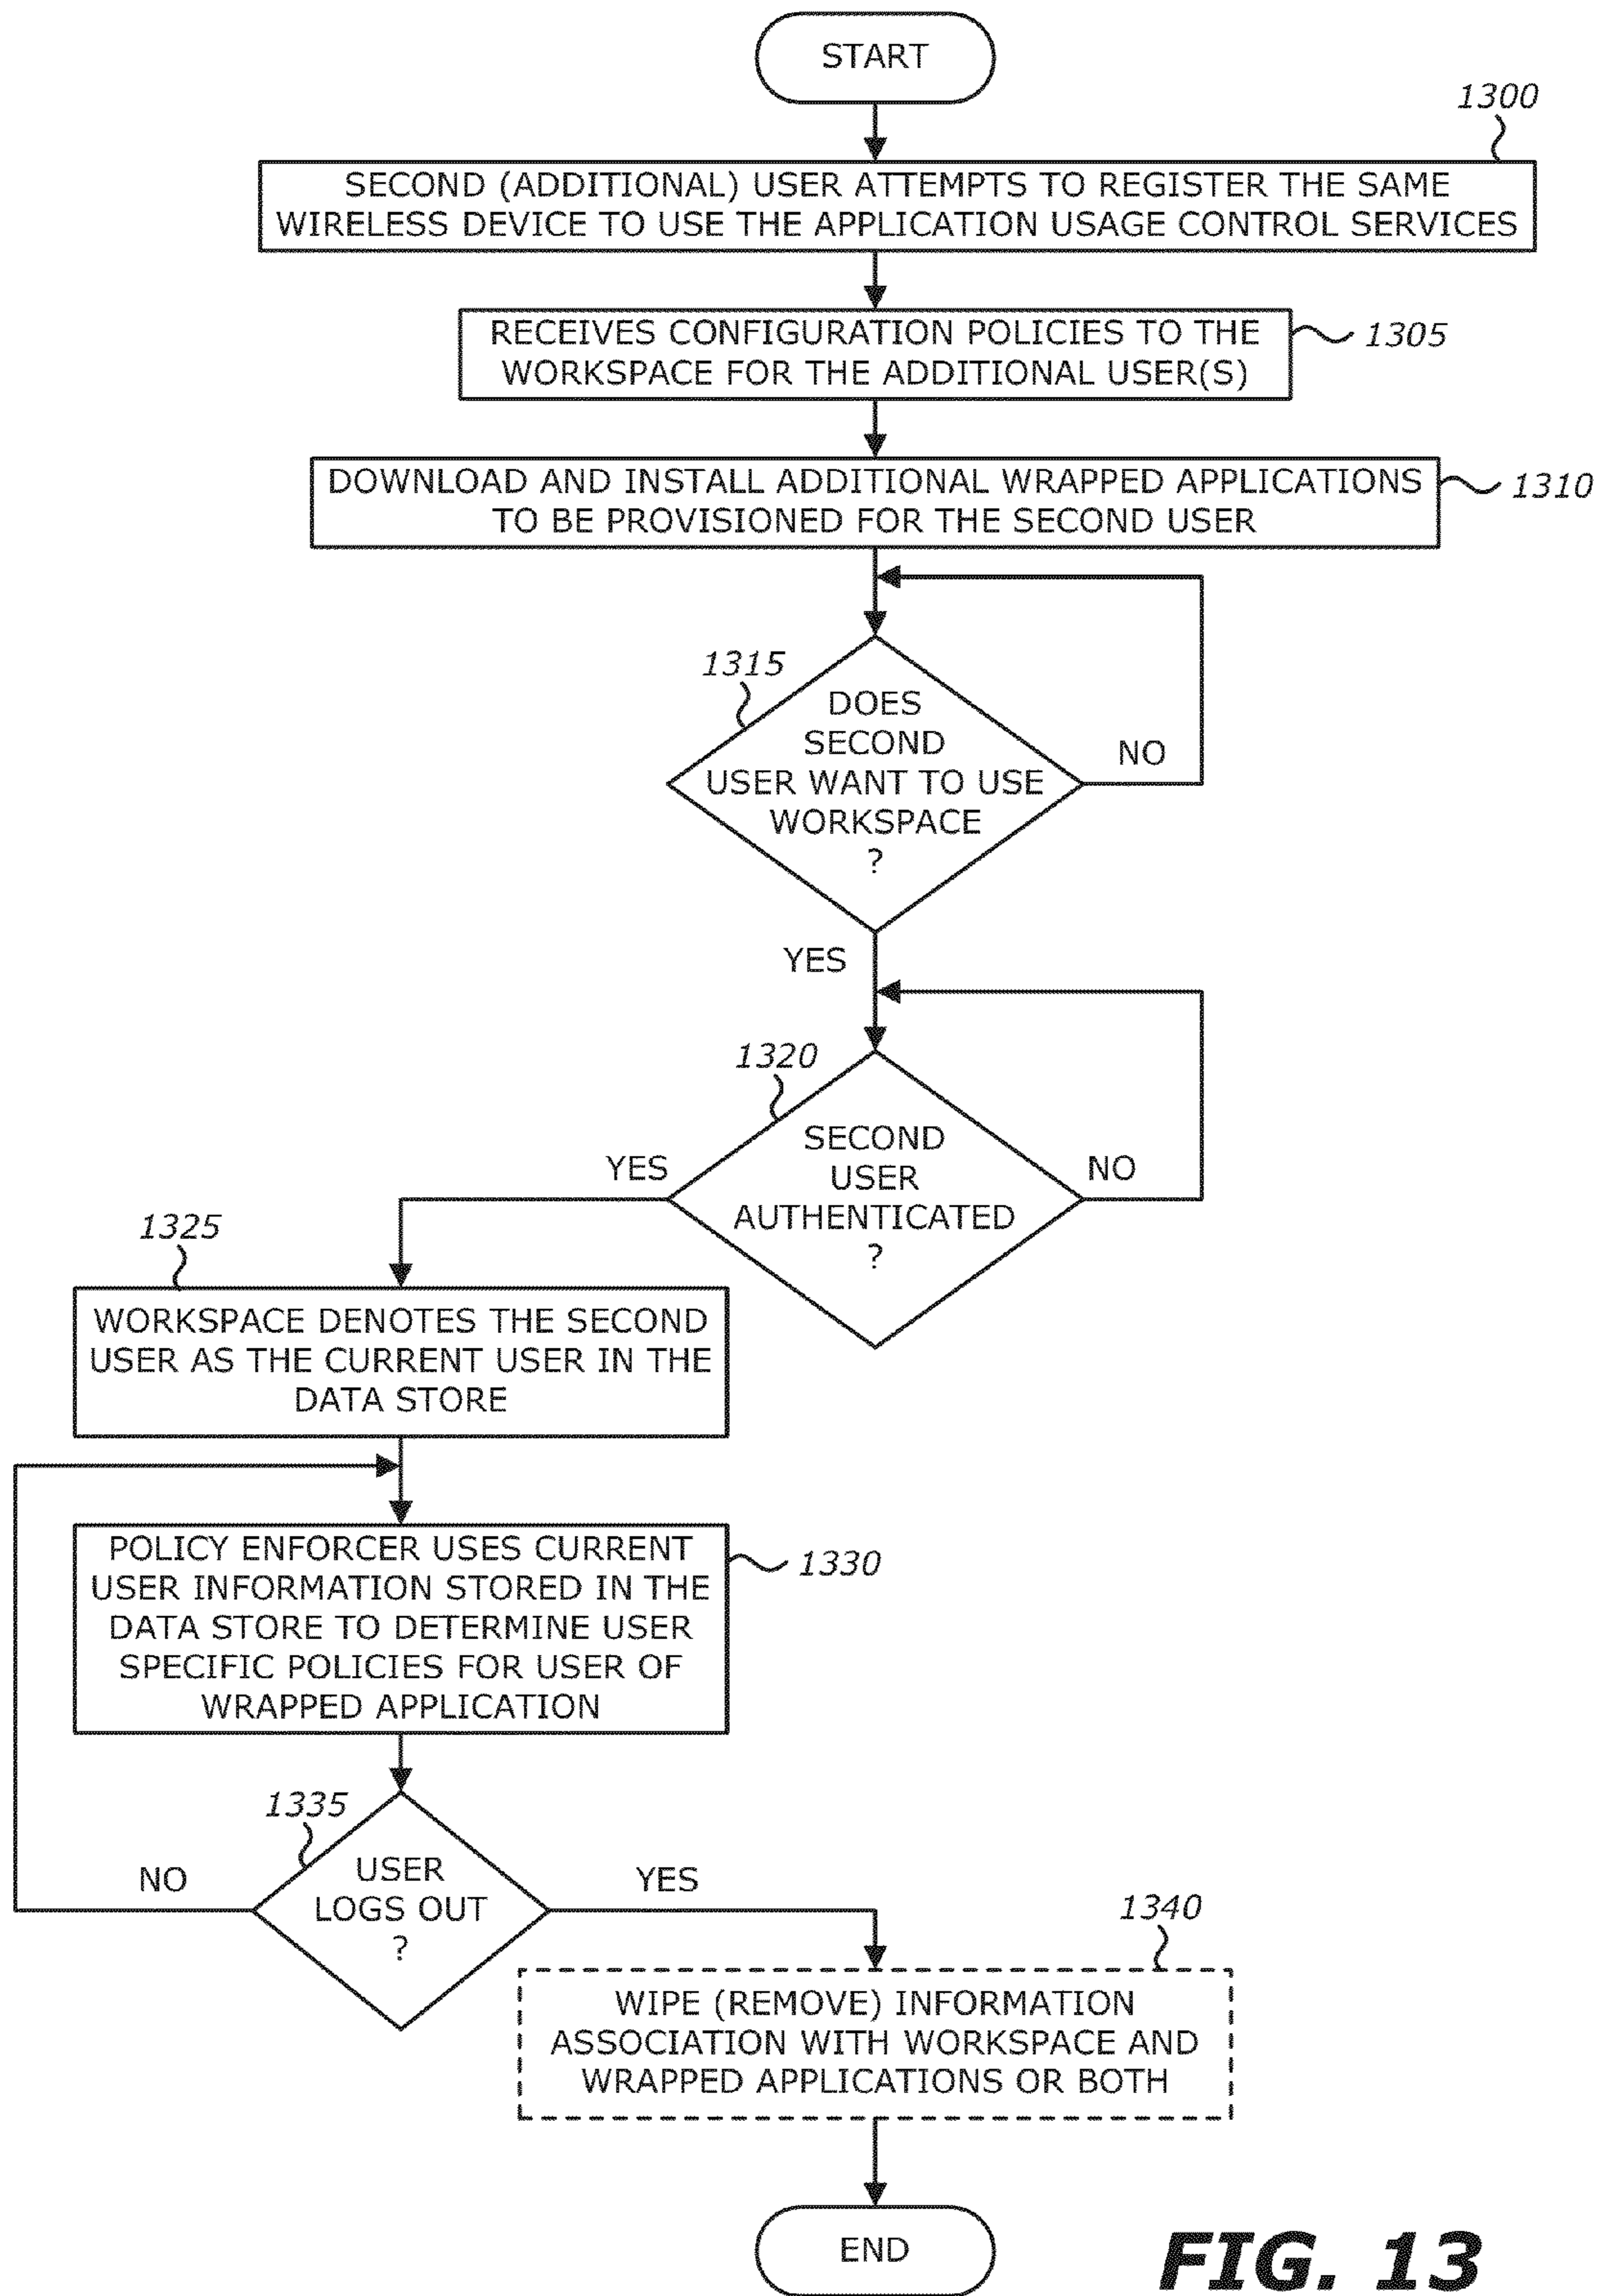 START
1300
SECOND (ADDITIONAL) USER ATTEMPTS TO REGISTER THE SAME
WIRELESS DEVICE TO USE THE APPLICATION USAGE CONTROL SERVICES
RECEIVES CONFIGURATION POLICIES TO THE
WORKSPACE FOR THE ADDITIONAL USER(S)
1305
DOWNLOAD AND INSTALL ADDITIONAL WRAPPED APPLICATIONS
TO BE PROVISIONED FOR THE SECOND USER
1310
1315
DOES
SECOND
USER WANT TO USE
WORKSPACE
?
NO
YES
1320
SECOND
USER
AUTHENTICATED
?
YES
NO
1325
WORKSPACE DENOTES THE SECOND
USER AS THE CURRENT USER IN THE
DATA STORE
POLICY ENFORCER USES CURRENT
USER INFORMATION STORED IN THE
DATA STORE TO DETERMINE USER
SPECIFIC POLICIES FOR USER OF
WRAPPED APPLICATION
1330
1335
USER
LOGS OUT
?
NO
YES
1340
WIPE (REMOVE) INFORMATION
ASSOCIATION WITH WORKSPACE AND
WRAPPED APPLICATIONS OR BOTH
END
FIG. 13